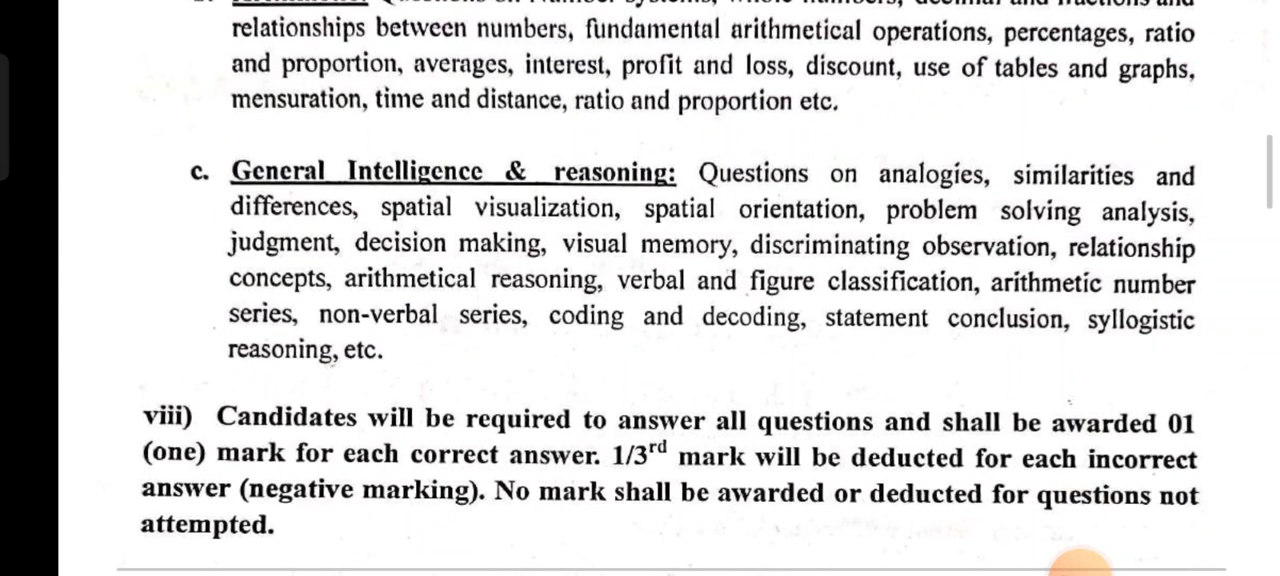 relationships between numbers, fundamental arithmetical operations, percentages, ratio
and proportion, averages, interest, profit and loss, discount, use of tables and graphs,
mensuration, time and distance, ratio and proportion etc.
c. General Intelligence & reasoning: Questions on analogies, similarities and
differences, spatial visualization, spatial orientation, problem solving analysis,
judgment, decision making, visual memory, discriminating observation, relationship
concepts, arithmetical reasoning, verbal and figure classification, arithmetic number
series, non-verbal series, coding and decoding, statement conclusion, syllogistic
reasoning, etc.
viii) Candidates will be required to answer all questions and shall be awarded 01
(one) mark for each correct answer. 1/3rd mark will be deducted for each incorrect
answer (negative marking). No mark shall be awarded or deducted for questions not
attempted.